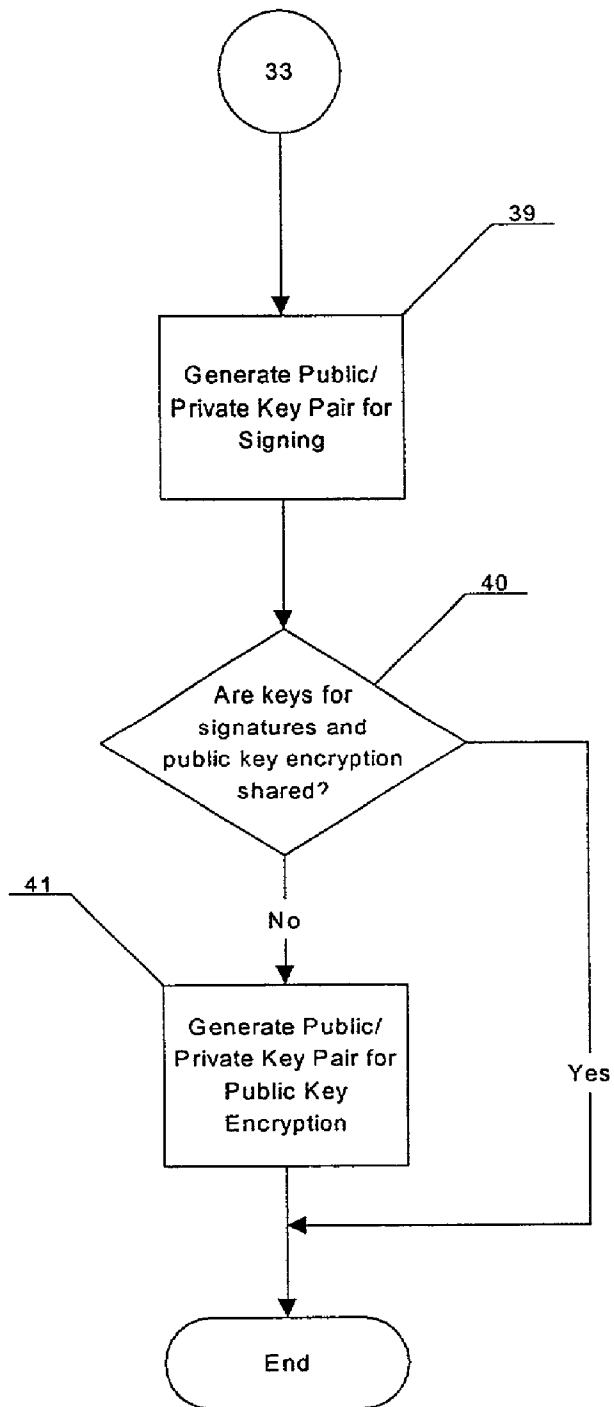 33
39
Generate Public/
Private Key Pair for
Signing
40
Are keys for
signatures and
public key encryption
shared?
41
No
Generate Public/
Private Key Pair for
Public Key
Encryption
Yes
End